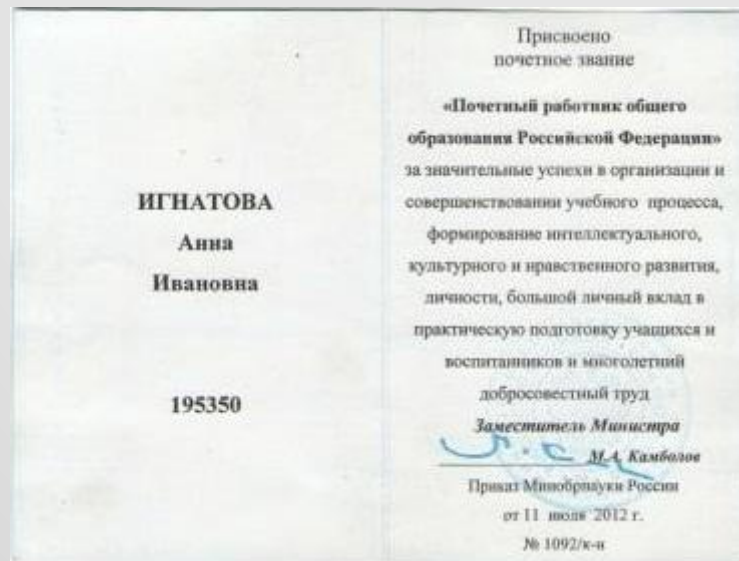 ИГНАТОВА
Анна
Ивановна
195350
Присвоено
почетное звание
«Почетный работник общего
образования Российской Федерации»
за значительные успехи в организации и
совершенствовании учебного процесса,
формирование интеллектуального,
культурного и нравственного развития,
личности, большой личный вклад в
практическую подготовку учащихся и
воспитанников и многолетний
добросовестный труд
Заместитель Министра
М.А. Камболов
Приказ Минобрнауки России
от 11 июля 2012 г.
№ 1092/к-н